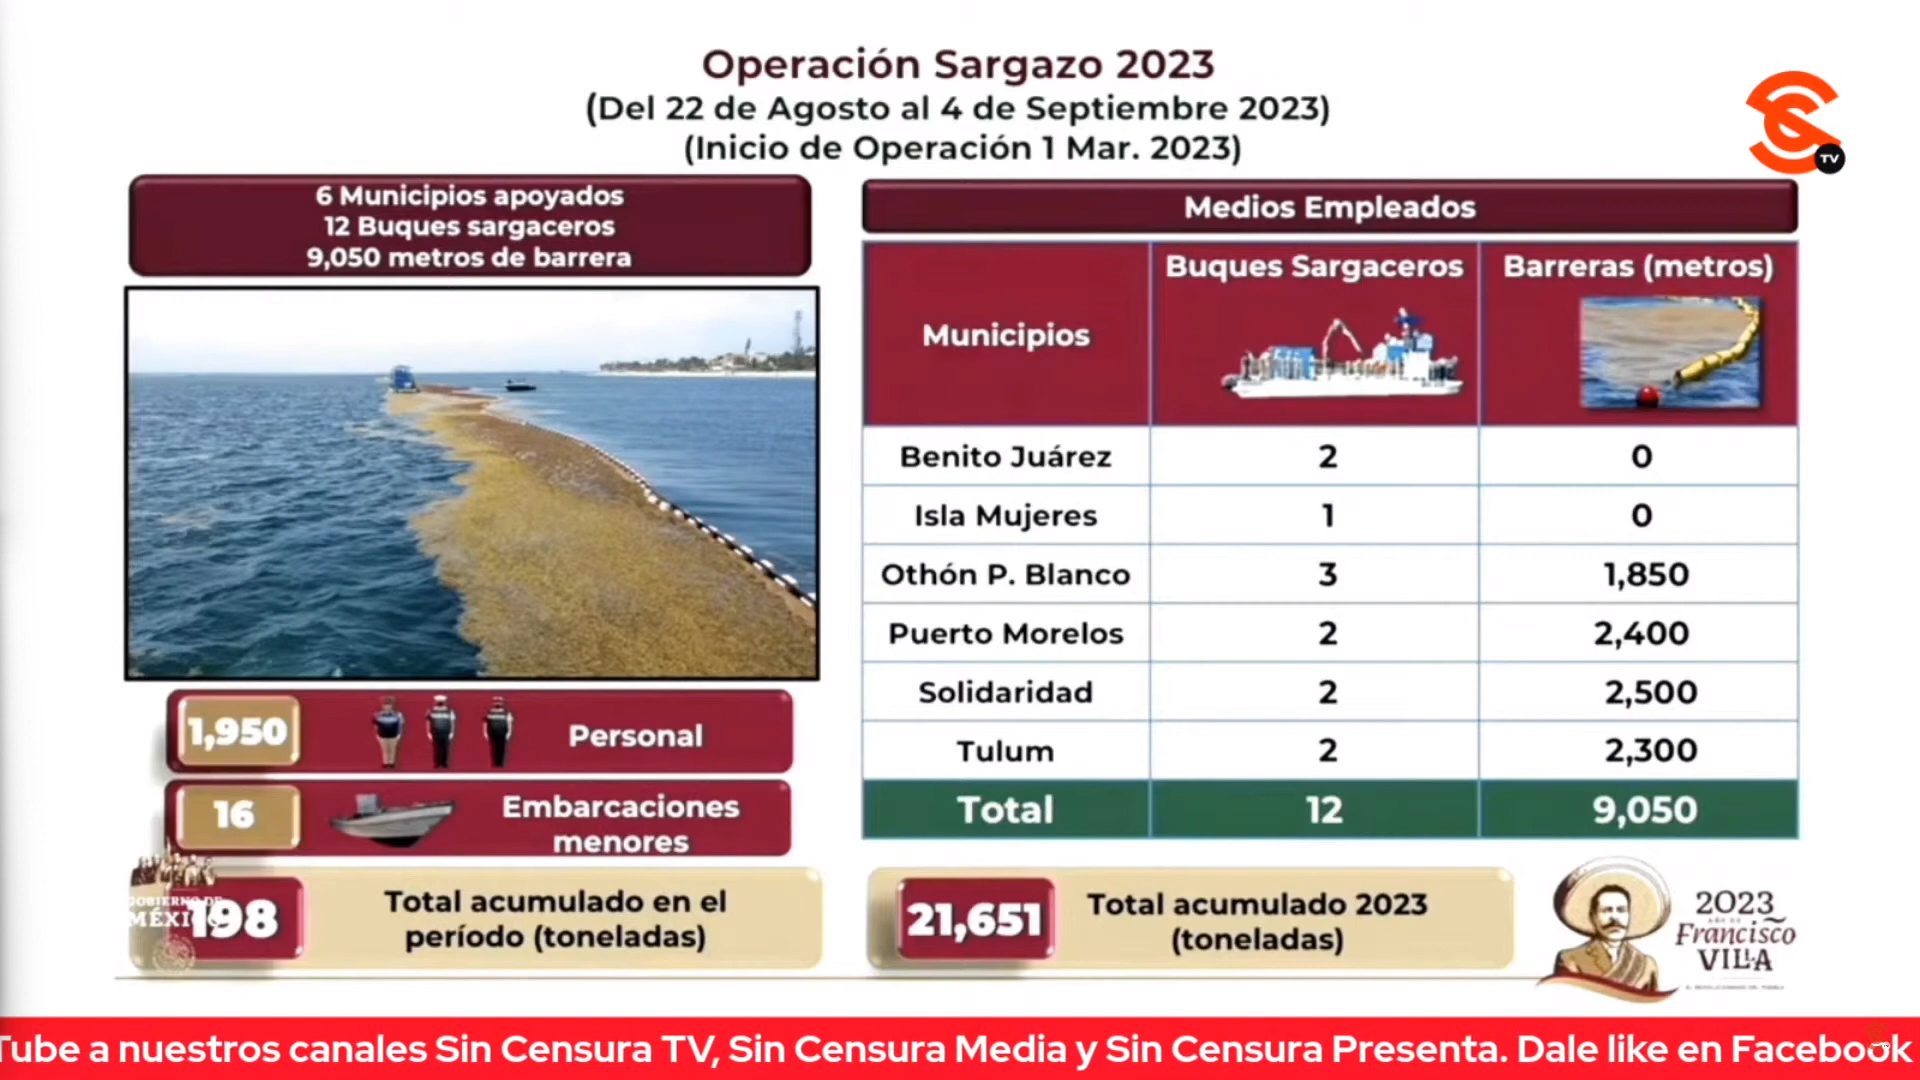 Operación Sargazo 2023
(Del 22 de Agosto al 4 de Septiembre 2023)
(Inicio de Operación 1 Mar. 2023)
TV
6 Municipios apoyados
12 Buques sargaceros
9,050 metros de barrera
Medios Empleados
Municipios
Buques Sargaceros
Barreras (metros)
Benito Juárez 2 0
Isla Mujeres 1 0
Othón P. Blanco 3 1,850
Puerto Morelos 2 2,400
Solidaridad 2 2,500
Tulum 2 2,300
Total 12 9,050
1,950
Personal
16
Embarcaciones
menores
GOBIERNO DE
MÉXICO
198
Total acumulado en el
período (toneladas)
21,651
Total acumulado 2023
(toneladas)
2023
Francisco
VILLA
Tube a nuestros canales Sin Censura TV, Sin Censura Media y Sin Censura Presenta. Dale like en Facebook